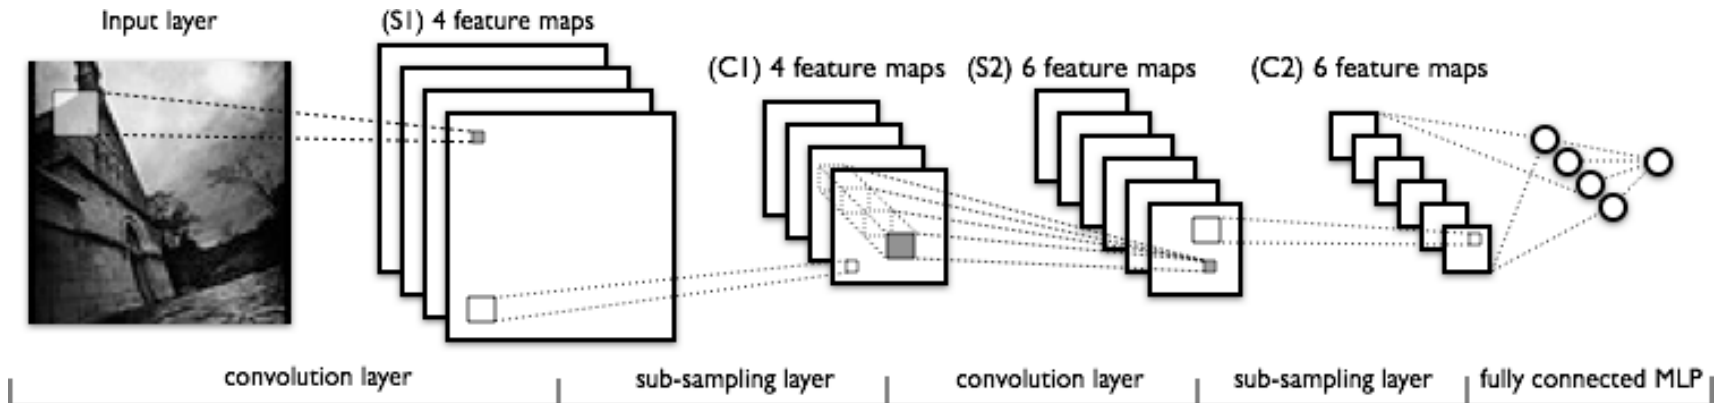 Input layer
(S1) 4 feature maps
(C1) 4 feature maps
(S2) 6 feature maps
(C2) 6 feature maps
convolution layer
sub-sampling layer
convolution layer
sub-sampling layer
fully connected MLP